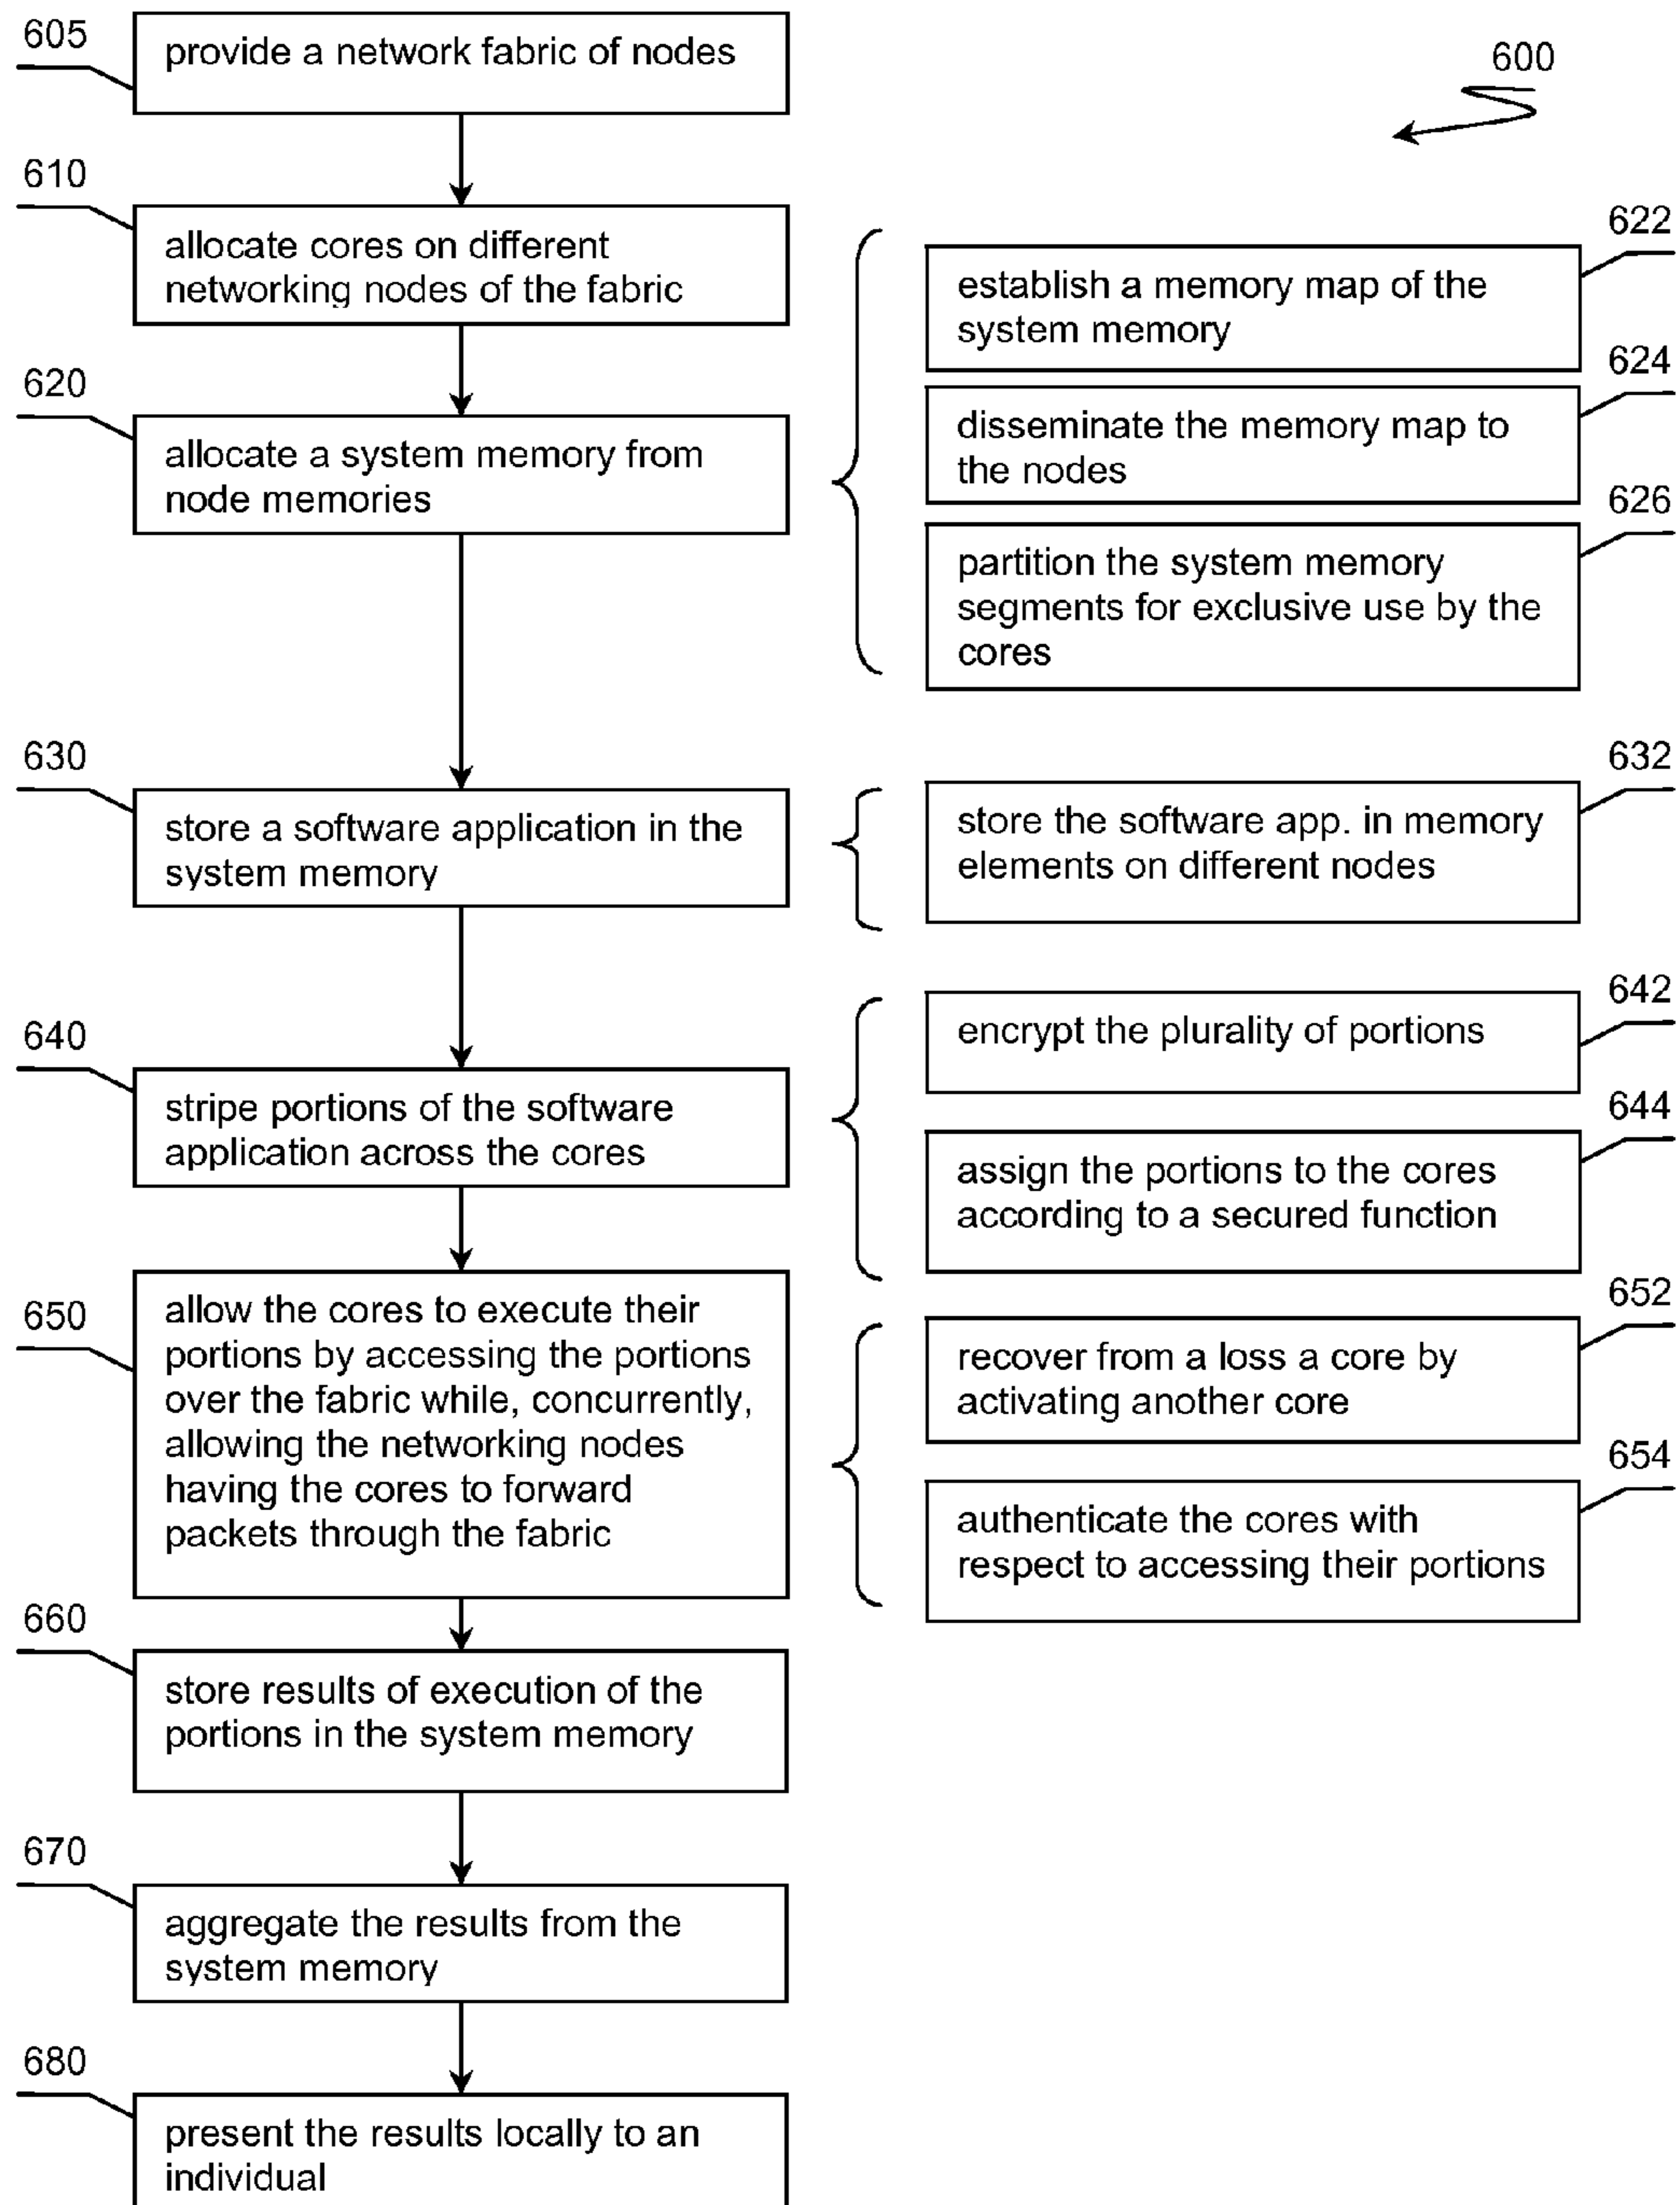 605
provide a network fabric of nodes
600
610
allocate cores on different
networking nodes of the fabric
620
allocate a system memory from
node memories
622
establish a memory map of the
system memory
624
disseminate the memory map to
the nodes
626
partition the system memory
segments for exclusive use by the
cores
630
store a software application in the
system memory
632
store the software app. in memory
elements on different nodes
640
stripe portions of the software
application across the cores
642
encrypt the plurality of portions
644
assign the portions to the cores
according to a secured function
650
allow the cores to execute their
portions by accessing the portions
over the fabric while, concurrently,
allowing the networking nodes
having the cores to forward
packets through the fabric
652
recover from a loss a core by
activating another core
654
authenticate the cores with
respect to accessing their portions
660
store results of execution of the
portions in the system memory
670
aggregate the results from the
system memory
680
present the results locally to an
individual